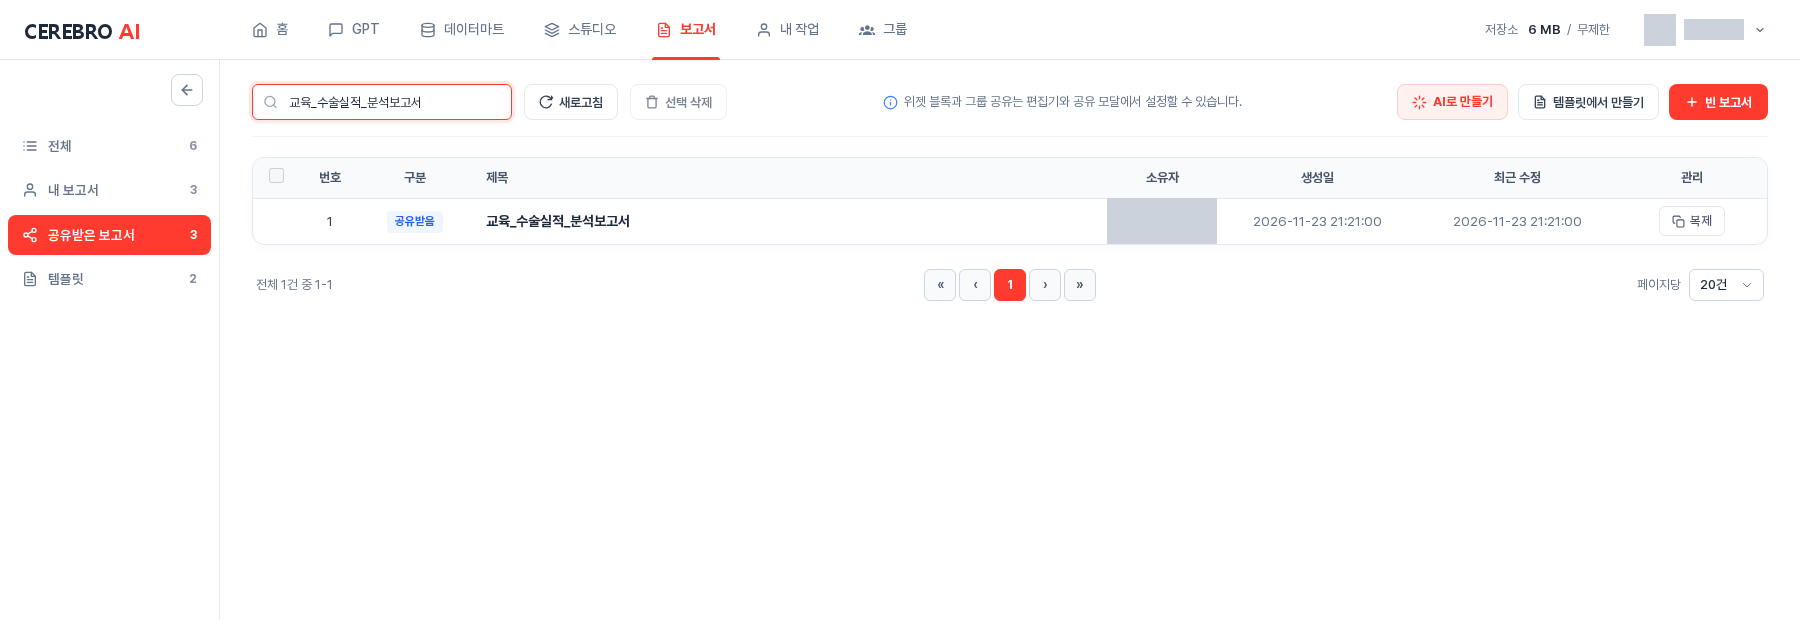 CEREBRO AI
홈
GPT
데이터마트
스튜디오
보고서
내 작업
그룹
저장소 6 MB / 무제한
전체 6
내 보고서 3
공유받은 보고서 3
템플릿 2
교육_수술실적_분석보고서
새로고침
선택 삭제
위젯 블록과 그룹 공유는 편집기와 공유 모달에서 설정할 수 있습니다.
AI로 만들기
템플릿에서 만들기
+ 빈 보고서
번호 구분 제목 소유자 생성일 최근 수정 관리
1 공유받음 교육_수술실적_분석보고서 2026-11-23 21:21:00 2026-11-23 21:21:00 복제
전체 1건 중 1-1
« ‹ 1 › »
페이지당 20건